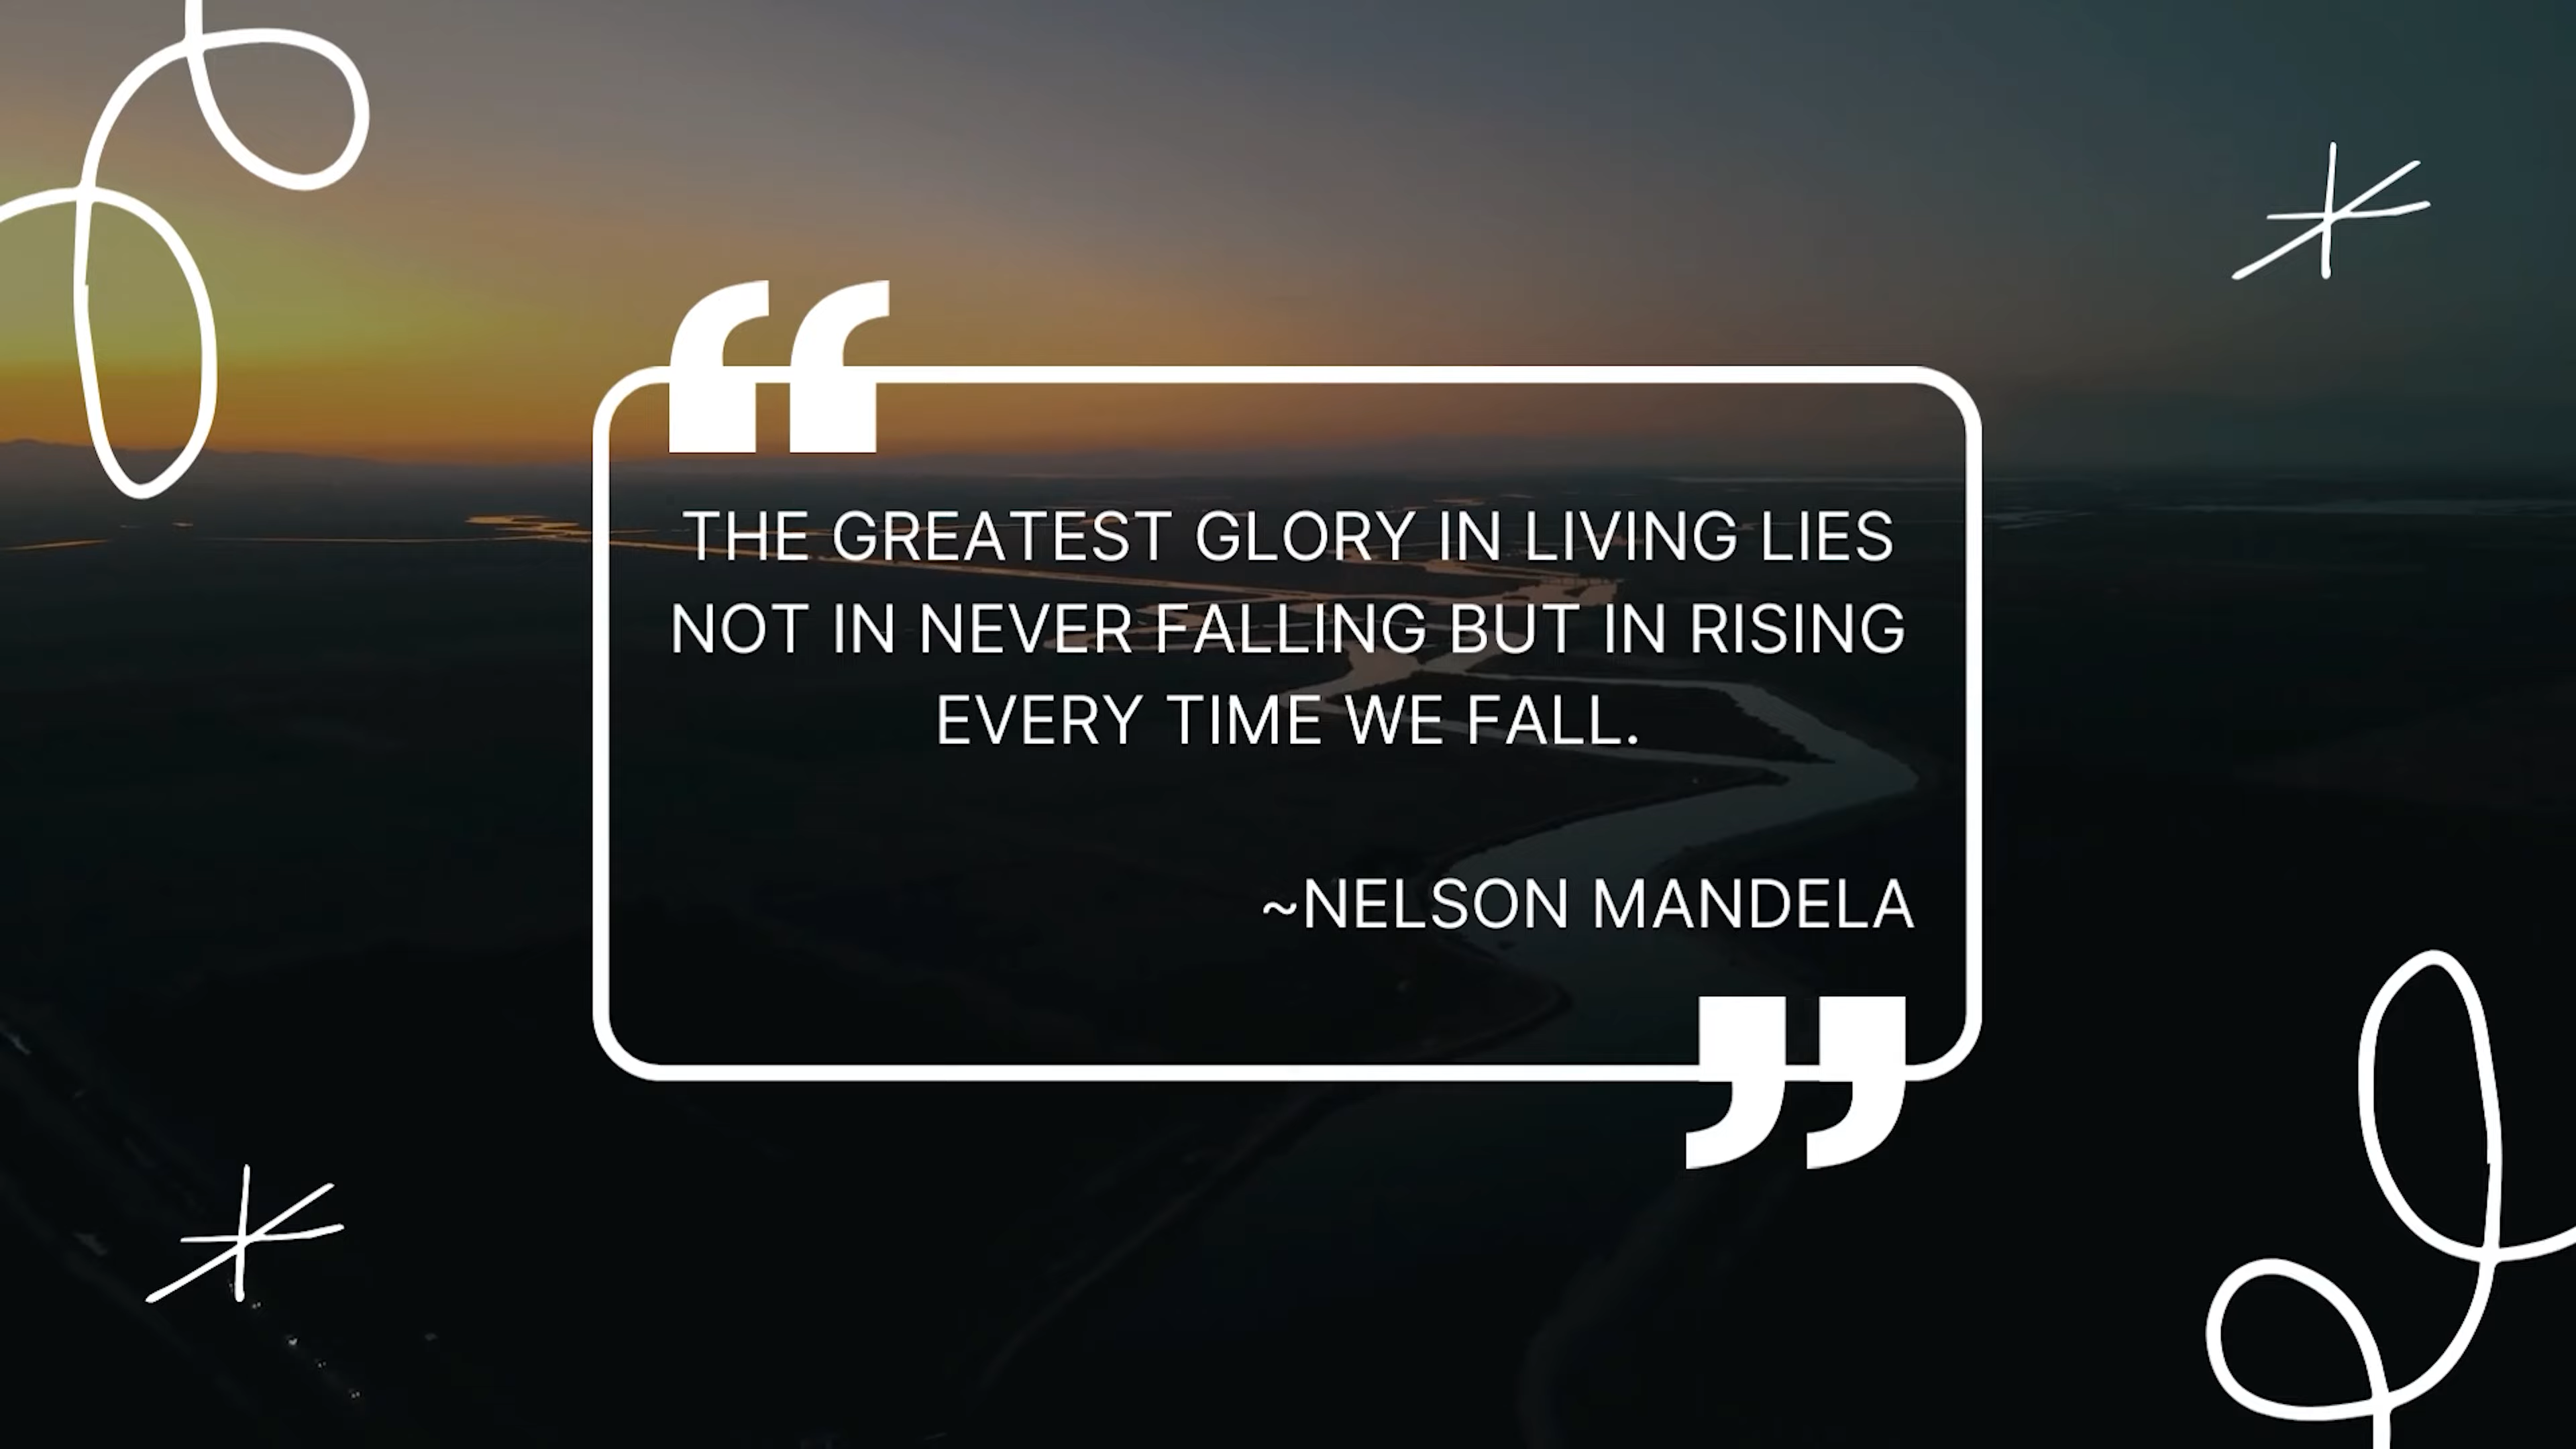 THE GREATEST GLORY IN LIVING LIES
NOT IN NEVER FALLING BUT IN RISING
EVERY TIME WE FALL.
~NELSON MANDELA